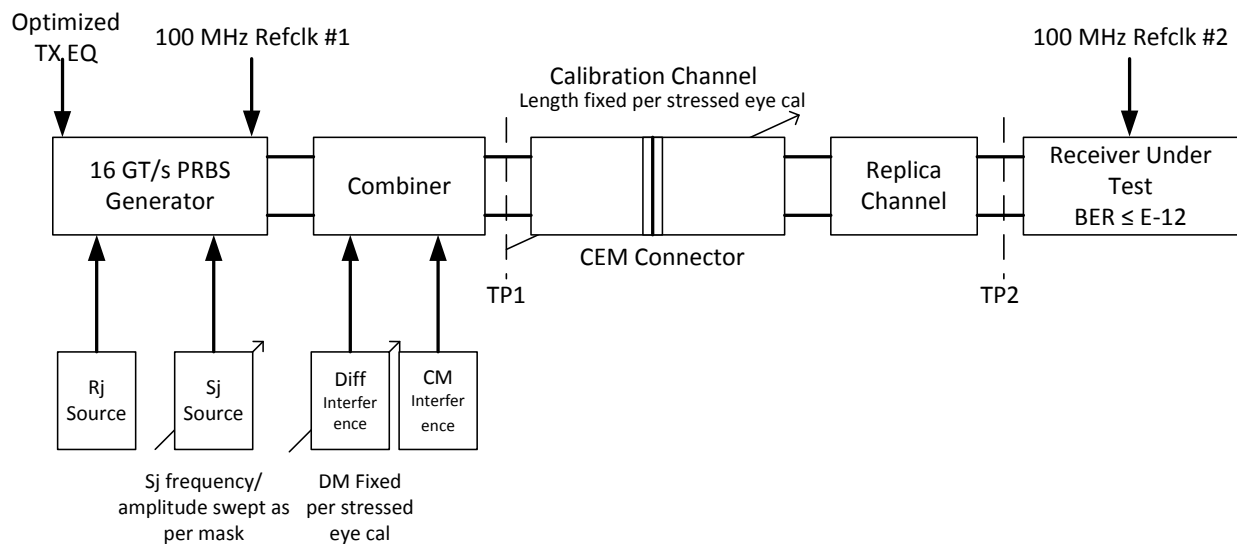 Optimized
TX EQ
100 MHz Refclk #1
100 MHz Refclk #2
Calibration Channel
Length fixed per stressed eye cal
16 GT/s PRBS
Generator
Combiner
Replica
Channel
Receiver Under
Test
BER ≤ E-12
CEM Connector
TP1
TP2
Rj
Source
Sj
Source
Diff
Interfer
ence
CM
Interfer
ence
Sj frequency/
amplitude swept as
per mask
DM Fixed
per stressed
eye cal